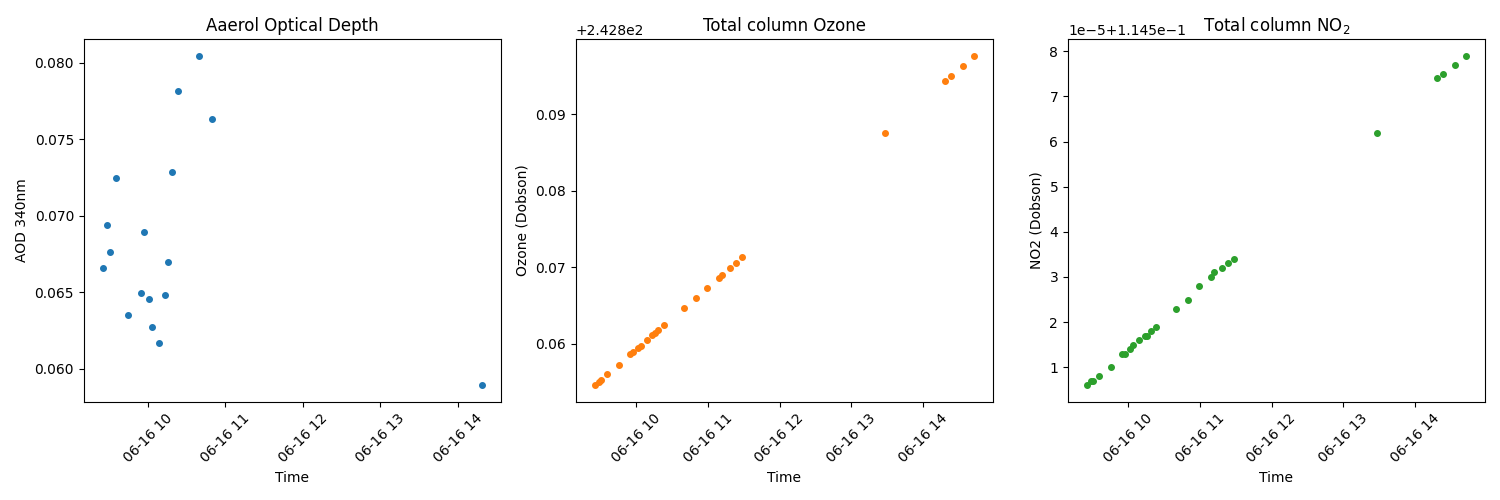 Aaerol Optical Depth
0.080
0.075
0.070
0.065
0.060
AOD 340nm
06-16 10
06-16 11
06-16 12
06-16 13
06-16 14
Time
Total column Ozone
+2.428e2
0.09
0.08
0.07
0.06
Ozone (Dobson)
06-16 10
06-16 11
06-16 12
06-16 13
06-16 14
Time
Total column NO₂
1e−5+1.145e−1
8
7
6
5
4
3
2
1
NO2 (Dobson)
06-16 10
06-16 11
06-16 12
06-16 13
06-16 14
Time